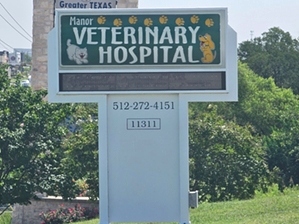 Greater TEXAS
Manor
VETERINARY
HOSPITAL
512-272-4151
11311